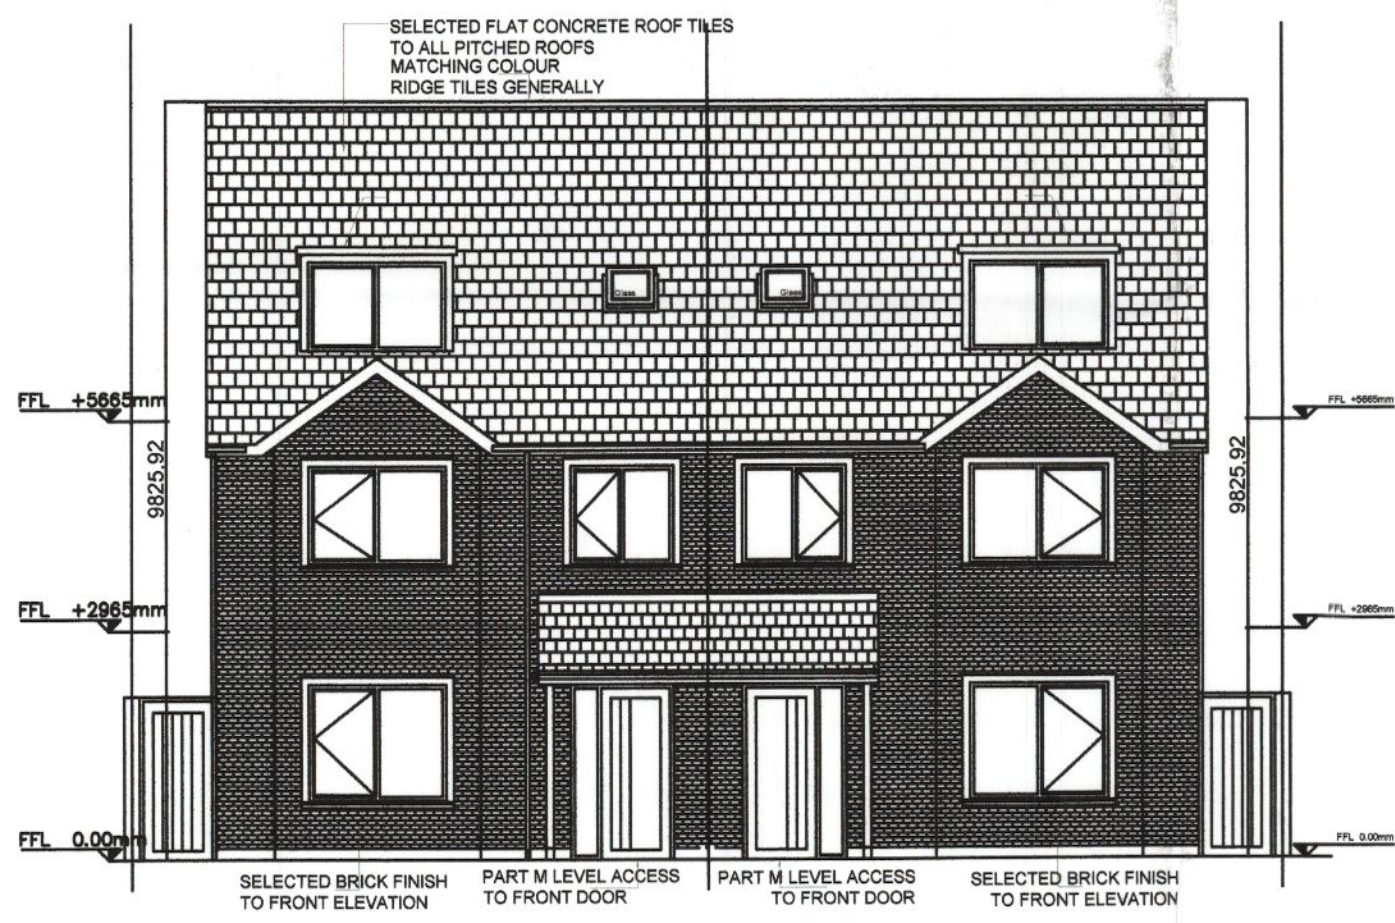 SELECTED FLAT CONCRETE ROOF TILES
TO ALL PITCHED ROOFS
MATCHING COLOUR
RIDGE TILES GENERALLY
Glass
Glass
FFL +5665mm
FFL +5665mm
9825.92
9825.92
FFL +2965mm
FFL +2965mm
FFL 0.00mm
FFL 0.00mm
SELECTED BRICK FINISH
TO FRONT ELEVATION
PART M LEVEL ACCESS
TO FRONT DOOR
PART M LEVEL ACCESS
TO FRONT DOOR
SELECTED BRICK FINISH
TO FRONT ELEVATION